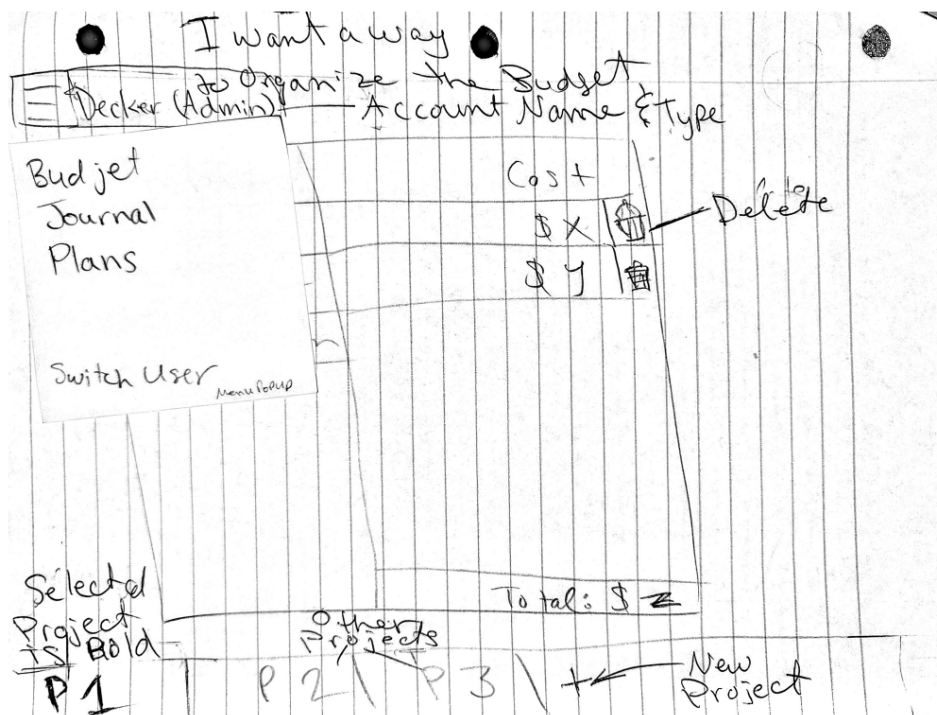 I want a way
to Organize the Budget
Decker (Admin) Account Name & Type
Budjet
Journal
Plans
Switch User
Menu PopUp
Cost
$ X
Delete
$ y
Total: $ z
Selectd
Project
is Bold
Other
Projects
P1
P2
P3
+
New
Project